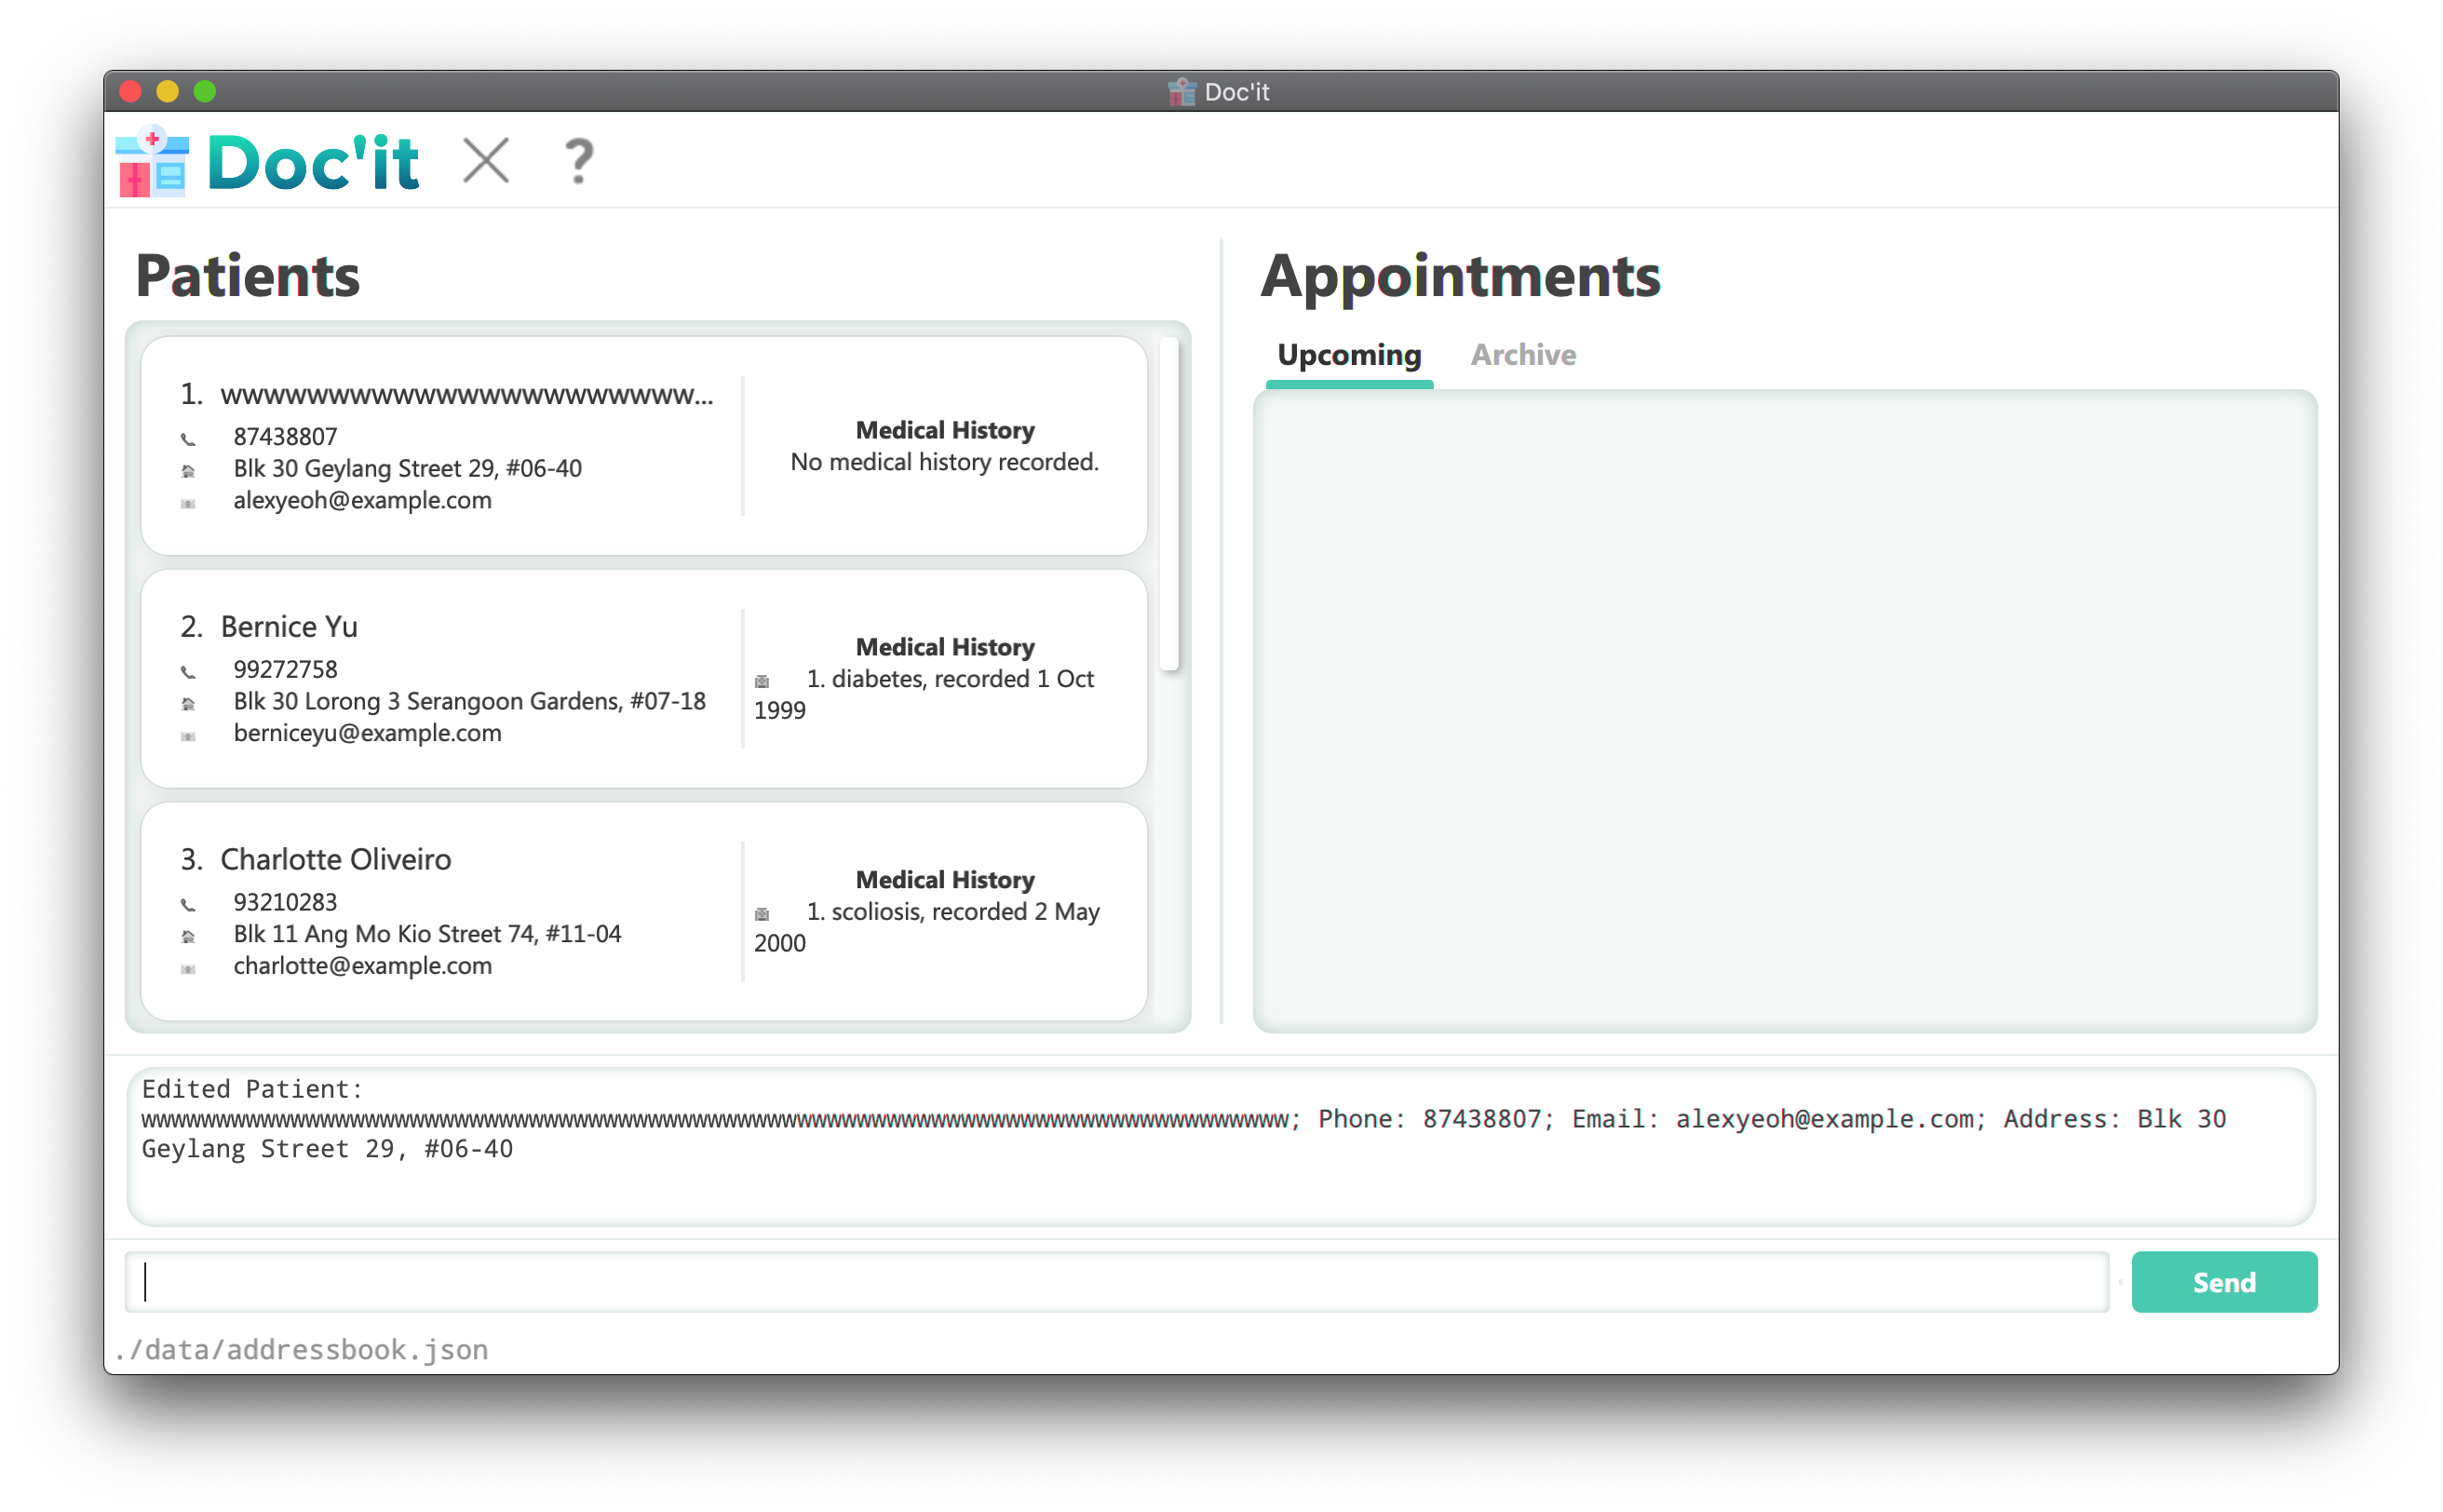 Doc'it
Doc'it
?
Patients
1. wwwwwwwwwwwwwwwwwwwwww...
87438807
Blk 30 Geylang Street 29, #06-40
alexyeoh@example.com
Medical History
No medical history recorded.
2. Bernice Yu
99272758
Blk 30 Lorong 3 Serangoon Gardens, #07-18
berniceyu@example.com
Medical History
1. diabetes, recorded 1 Oct
1999
3. Charlotte Oliveiro
93210283
Blk 11 Ang Mo Kio Street 74, #11-04
charlotte@example.com
Medical History
1. scoliosis, recorded 2 May
2000
Appointments
Upcoming Archive
Edited Patient:
wwwwwwwwwwwwwwwwwwwwwwwwwwwwwwwwwwwwwwwwwwwwwwwwwwwwwwwwwwwwwwwwwwwwwwwwwwwww; Phone: 87438807; Email: alexyeoh@example.com; Address: Blk 30
Geylang Street 29, #06-40
Send
./data/addressbook.json